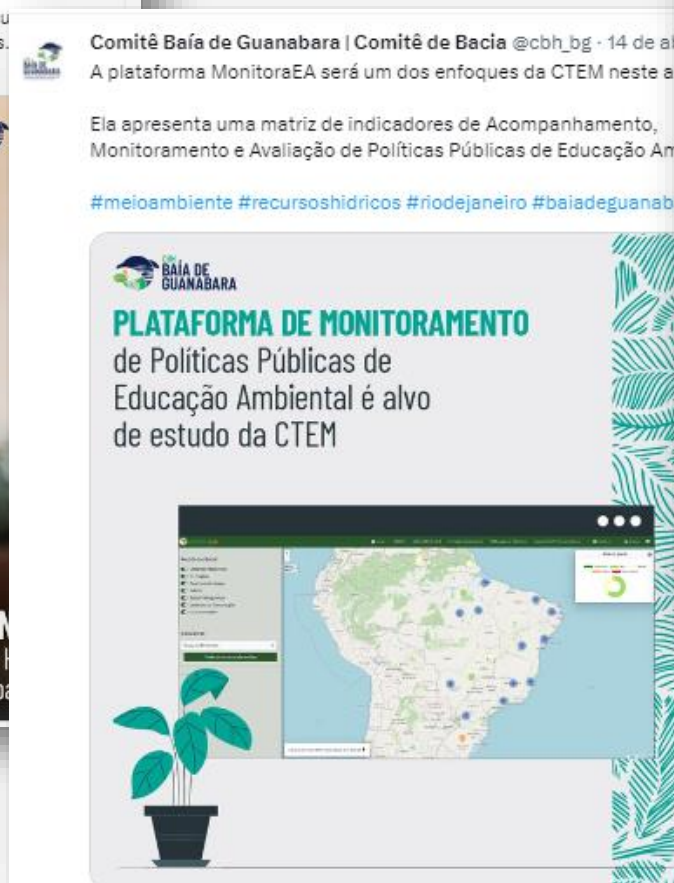 Comitê Baía de Guanabara | Comitê de Bacia @cbh_bg · 14 de a
A plataforma MonitoraEA será um dos enfoques da CTEM neste a
Ela apresenta uma matriz de indicadores de Acompanhamento,
Monitoramento e Avaliação de Políticas Públicas de Educação Am
#meioambiente #recursoshidricos #riodejaneiro #baiadeguanab
CBH
BAÍA DE
GUANABARA
PLATAFORMA DE MONITORAMENTO
de Políticas Públicas de
Educação Ambiental é alvo
de estudo da CTEM